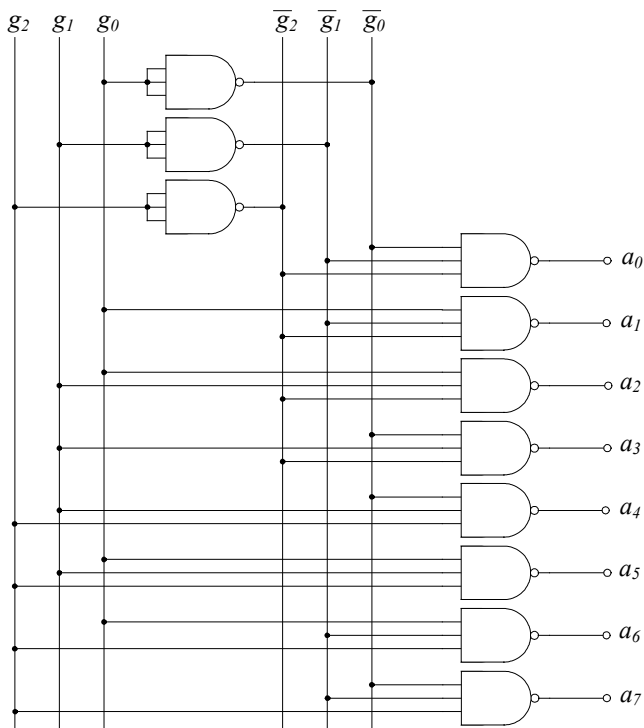 g₂ g₁ g₀ g̅₂ g̅₁ g̅₀
a₀
a₁
a₂
a₃
a₄
a₅
a₆
a₇